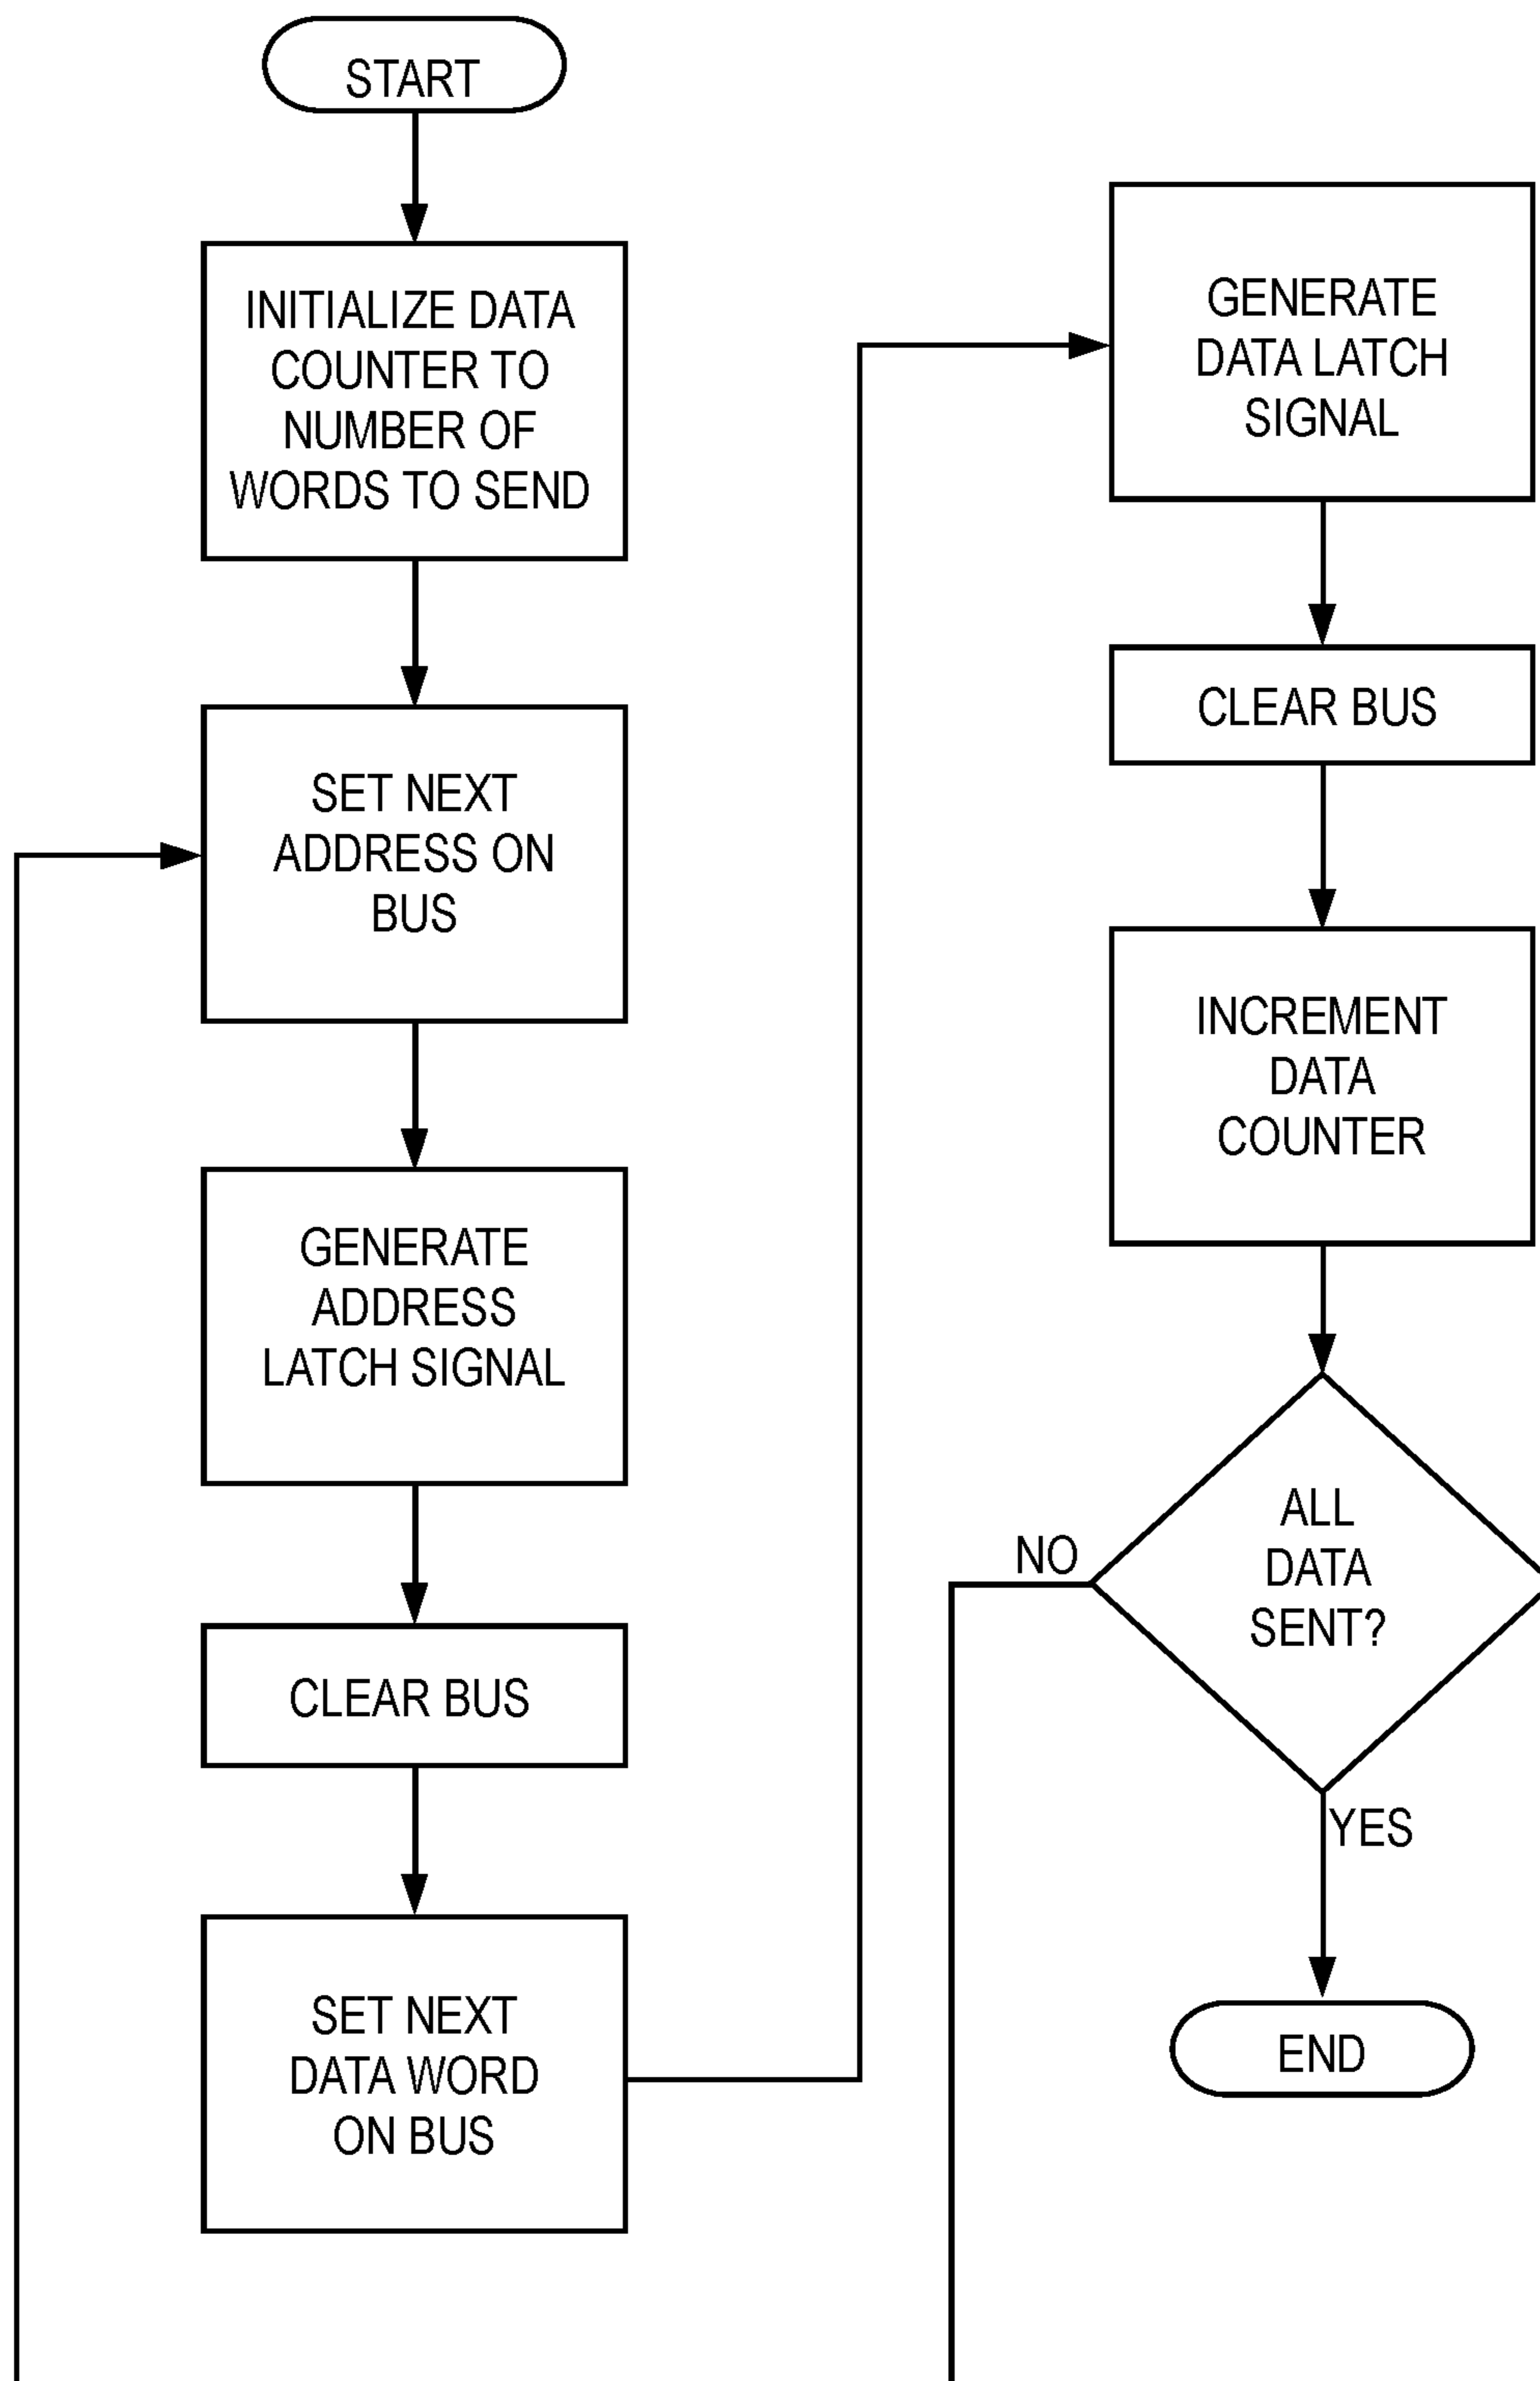 START
INITIALIZE DATA
COUNTER TO
NUMBER OF
WORDS TO SEND
SET NEXT
ADDRESS ON
BUS
GENERATE
ADDRESS
LATCH SIGNAL
CLEAR BUS
SET NEXT
DATA WORD
ON BUS
GENERATE
DATA LATCH
SIGNAL
CLEAR BUS
INCREMENT
DATA
COUNTER
ALL
DATA
SENT?
NO
YES
END